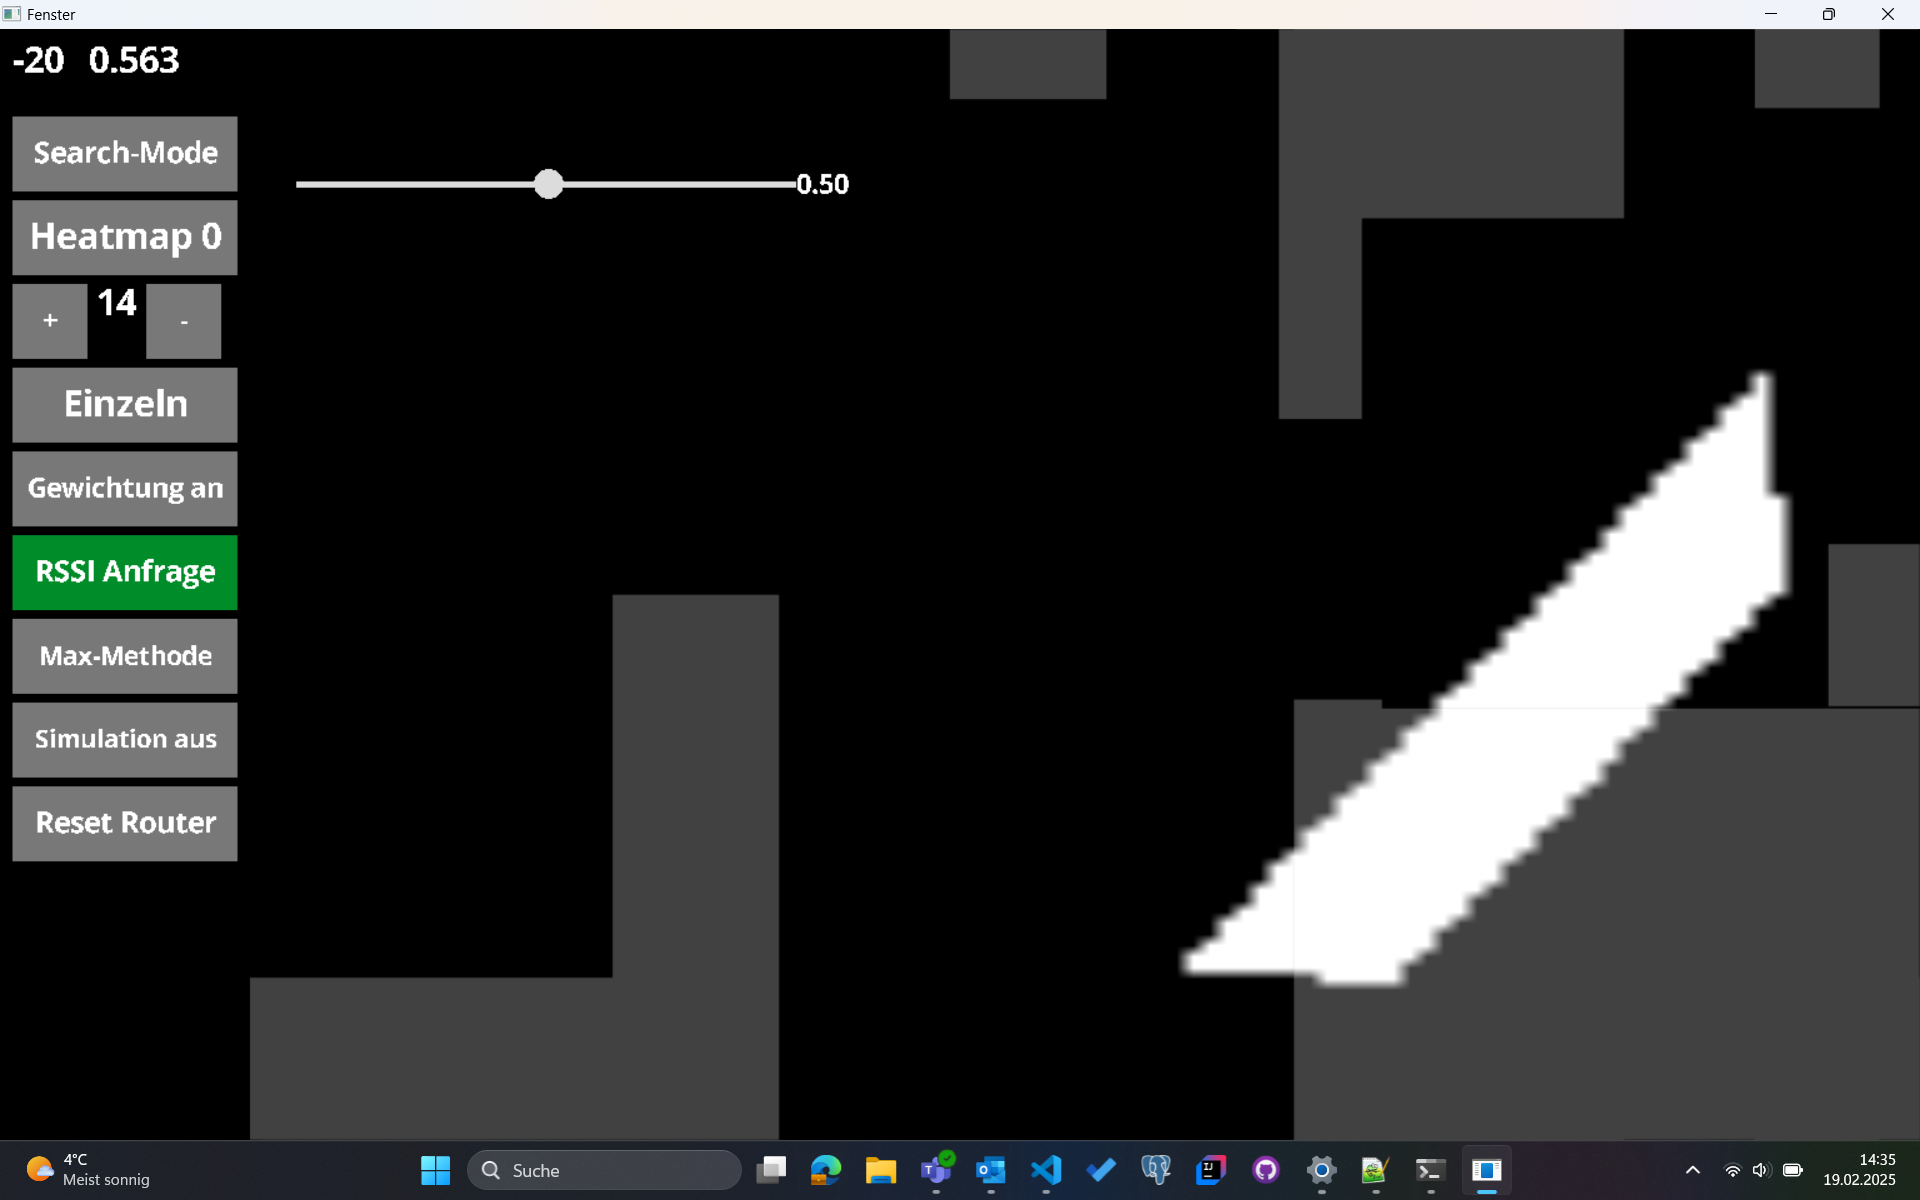 Fenster
-20 0.563
Search-Mode
0.50
Heatmap 0
+ 14 -
Einzeln
Gewichtung an
RSSI Anfrage
Max-Methode
Simulation aus
Reset Router
4°C
Meist sonnig
Suche
14:35
19.02.2025